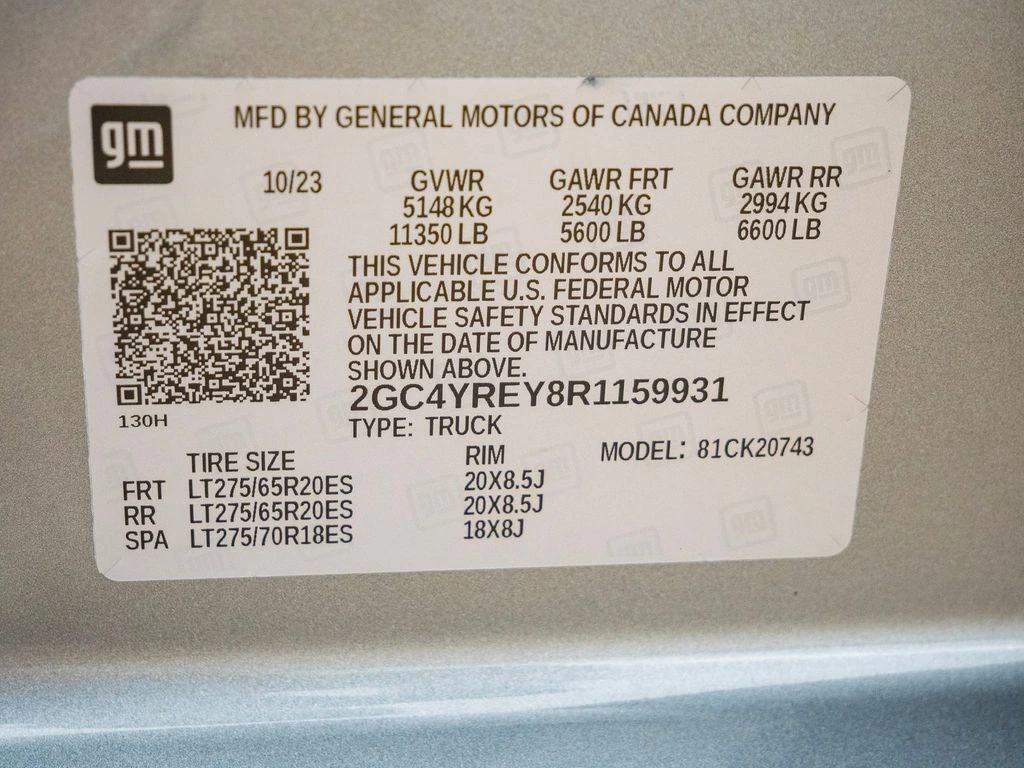 gm
MFD BY GENERAL MOTORS OF CANADA COMPANY
10/23 GVWR GAWR FRT GAWR RR
5148 KG 2540 KG 2994 KG
11350 LB 5600 LB 6600 LB
THIS VEHICLE CONFORMS TO ALL
APPLICABLE U.S. FEDERAL MOTOR
VEHICLE SAFETY STANDARDS IN EFFECT
ON THE DATE OF MANUFACTURE
SHOWN ABOVE.
2GC4YREY8R1159931
130H
TYPE: TRUCK
TIRE SIZE RIM MODEL: 81CK20743
FRT LT275/65R20ES 20X8.5J
RR LT275/65R20ES 20X8.5J
SPA LT275/70R18ES 18X8J